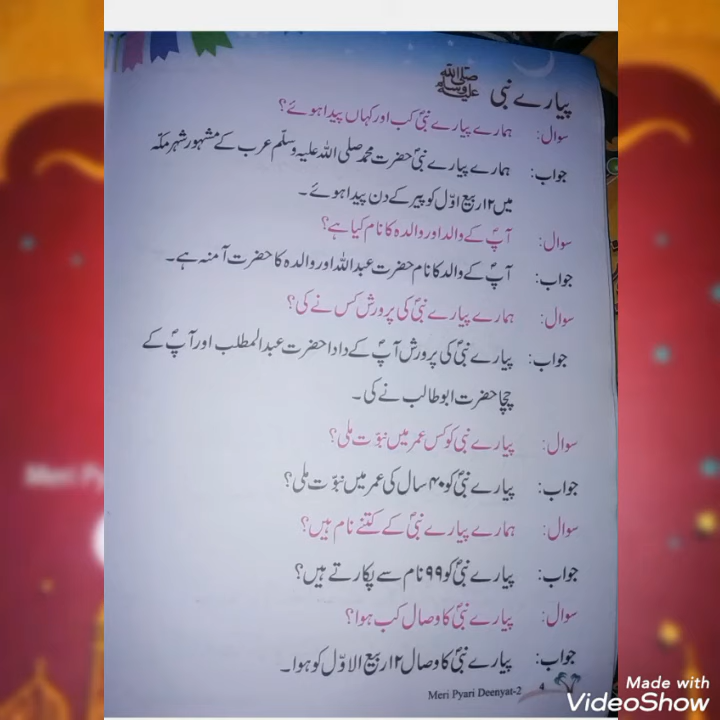 پیارے نبی ﷺ
سوال: ہمارے پیارے نبیؐ کب اور کہاں پیدا ہوئے؟
جواب: ہمارے پیارے نبیؐ حضرت محمد صلی اللہ علیہ وسلّم عرب کے مشہور شہر مکّہ
میں ۱۲ ربیع اوّل کو پیر کے دن پیدا ہوئے۔
سوال: آپؐ کے والد اور والدہ کا نام کیا ہے؟
جواب: آپؐ کے والد کا نام حضرت عبداللہ اور والدہ کا حضرت آمنہ ہے۔
سوال: ہمارے پیارے نبیؐ کی پرورش کس نے کی؟
جواب: پیارے نبیؐ کی پرورش آپؐ کے دادا حضرت عبدالمطلب اور آپؐ کے
چچا حضرت ابوطالب نے کی۔
سوال: پیارے نبیؐ کو کس عمر میں نبوّت ملی؟
جواب: پیارے نبیؐ کو ۴۰ سال کی عمر میں نبوّت ملی؟
سوال: ہمارے پیارے نبیؐ کے کتنے نام ہیں؟
جواب: پیارے نبیؐ کو ۹۹ نام سے پکارتے ہیں؟
سوال: پیارے نبیؐ کا وصال کب ہوا؟
جواب: پیارے نبیؐ کا وصال ۱۲ ربیع الاوّل کو ہوا۔
Meri Pyari Deenyat-2 4
Meri Py
Made with
VideoShow